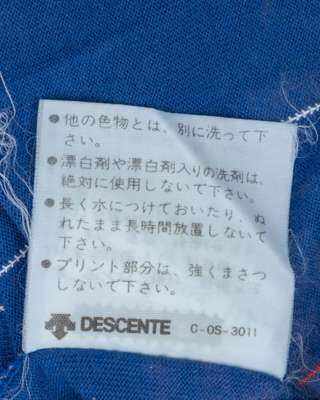 ●他の色物とは、別に洗って下
さい。
●漂白剤や漂白剤入りの洗剤は、
絶対に使用しないで下さい。
●長く水につけておいたり、ぬ
れたまま長時間放置しないで
下さい。
●プリント部分は、強くまさつ
しないで下さい。
DESCENTE C-OS-3011